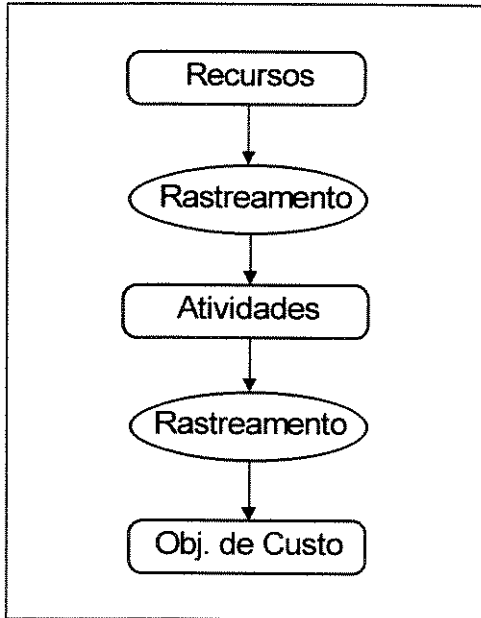 Recursos
Rastreamento
Atividades
Rastreamento
Obj. de Custo